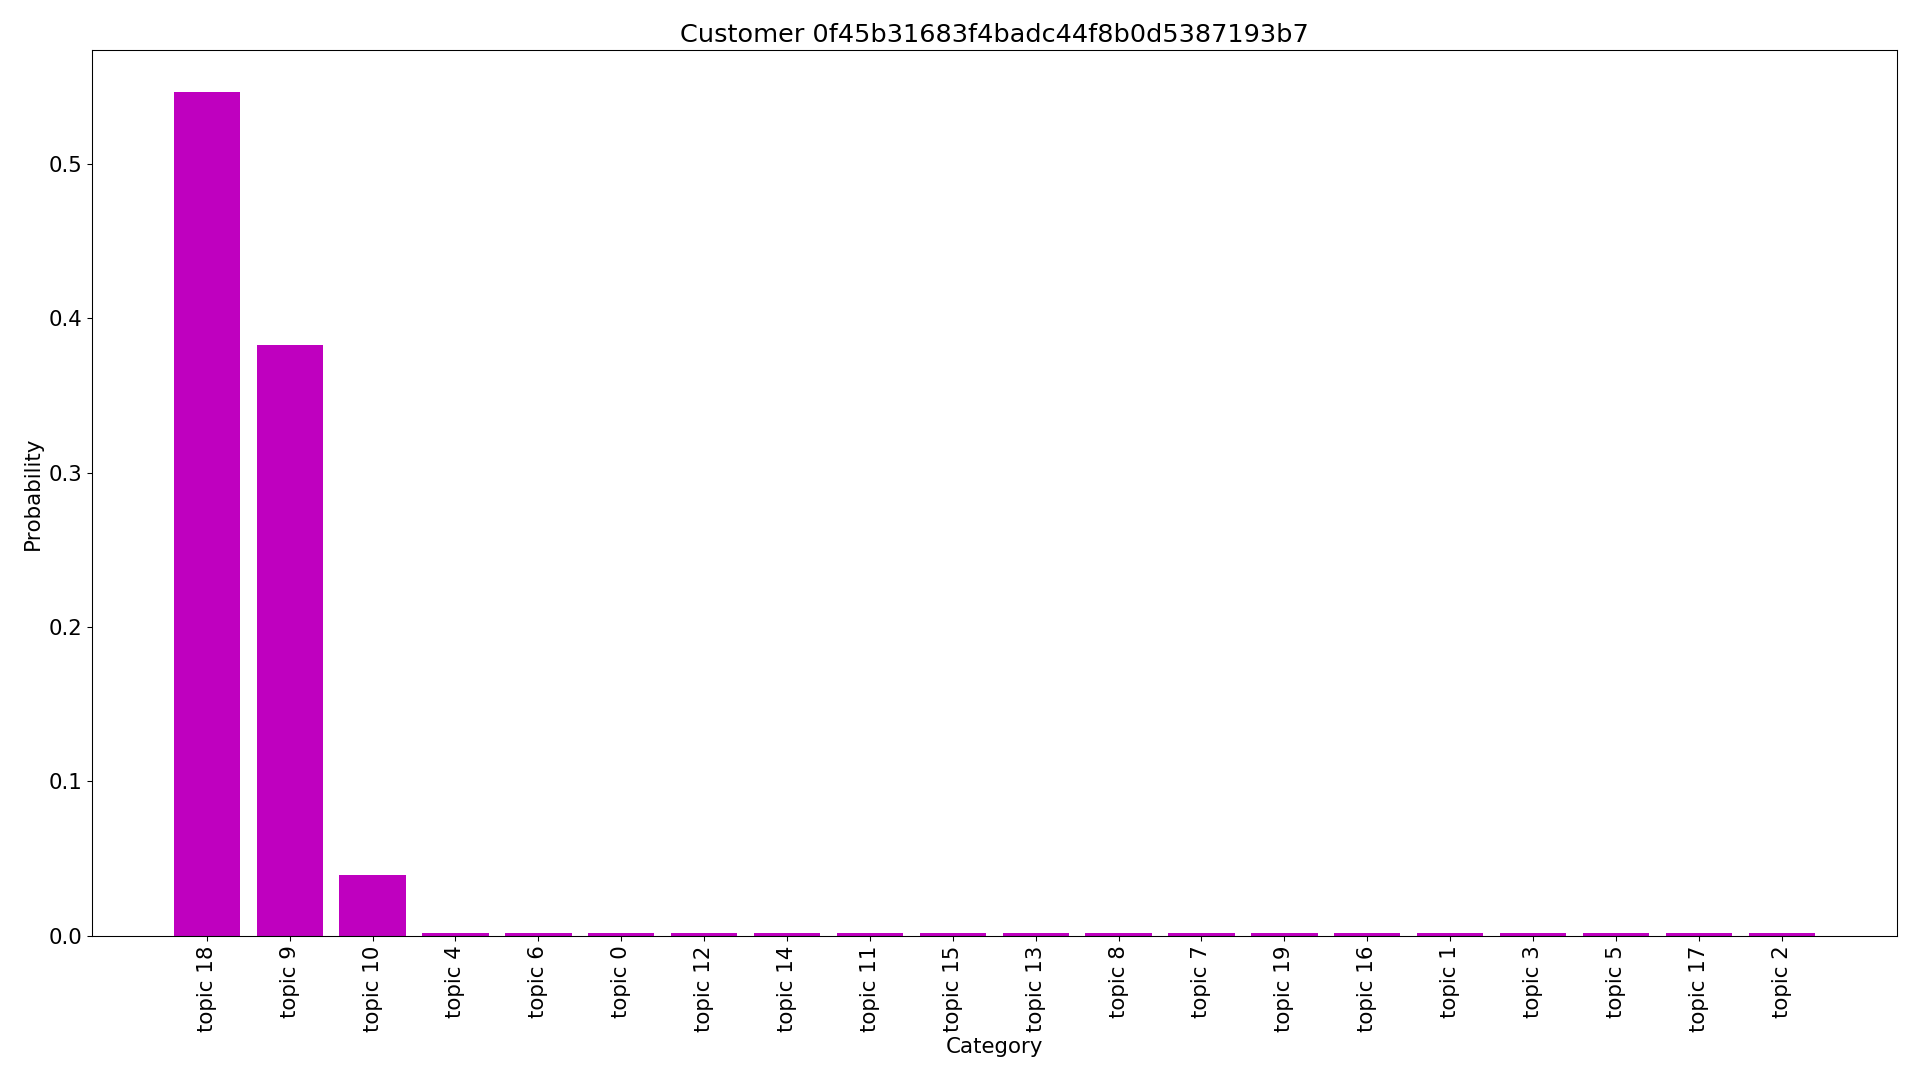 Customer 0f45b31683f4badc44f8b0d5387193b7
Probability
0.5
0.4
0.3
0.2
0.1
0.0
topic 18
topic 9
topic 10
topic 4
topic 6
topic 0
topic 12
topic 14
topic 11
topic 15
topic 13
topic 8
topic 7
topic 19
topic 16
topic 1
topic 3
topic 5
topic 17
topic 2
Category